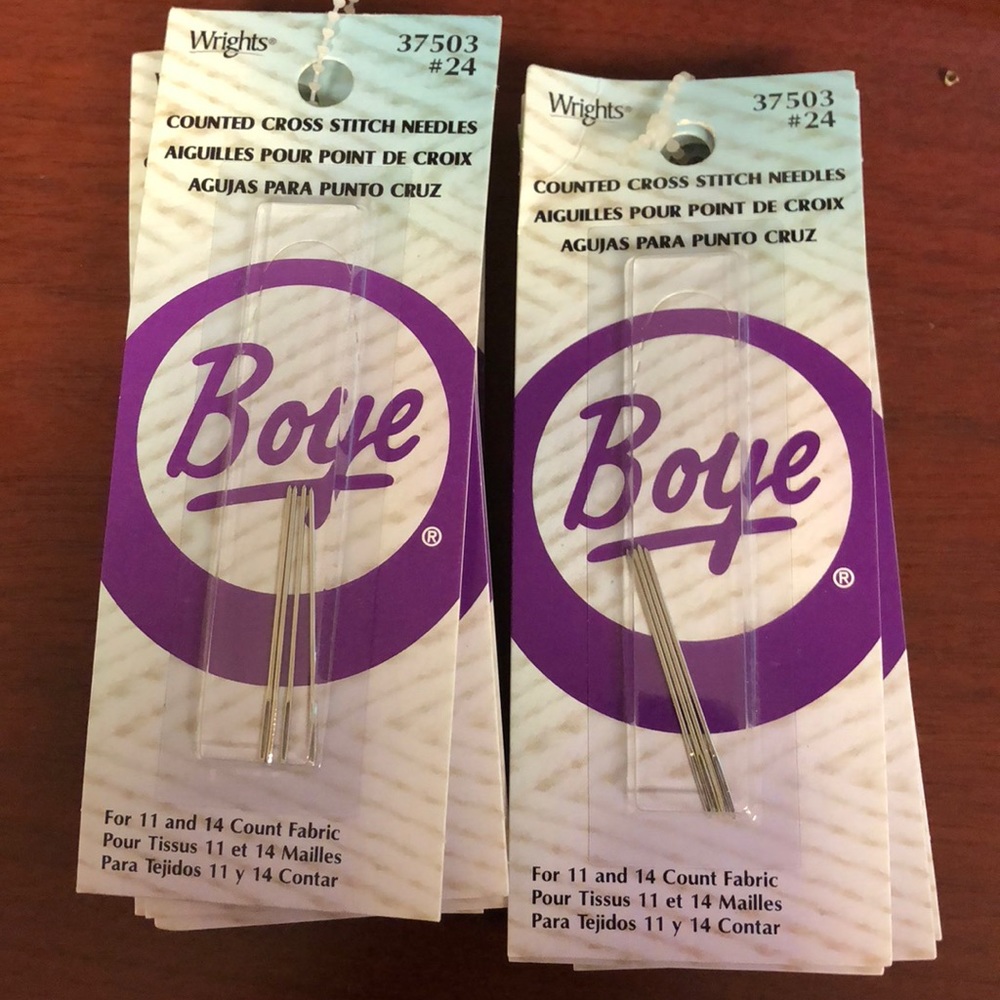 Wrights®
37503
#24
COUNTED CROSS STITCH NEEDLES
AIGUILLES POUR POINT DE CROIX
AGUJAS PARA PUNTO CRUZ
Boye
®
For 11 and 14 Count Fabric
Pour Tissus 11 et 14 Mailles
Para Tejidos 11 y 14 Contar
Wrights®
37503
#24
COUNTED CROSS STITCH NEEDLES
AIGUILLES POUR POINT DE CROIX
AGUJAS PARA PUNTO CRUZ
Boye
®
For 11 and 14 Count Fabric
Pour Tissus 11 et 14 Mailles
Para Tejidos 11 y 14 Contar